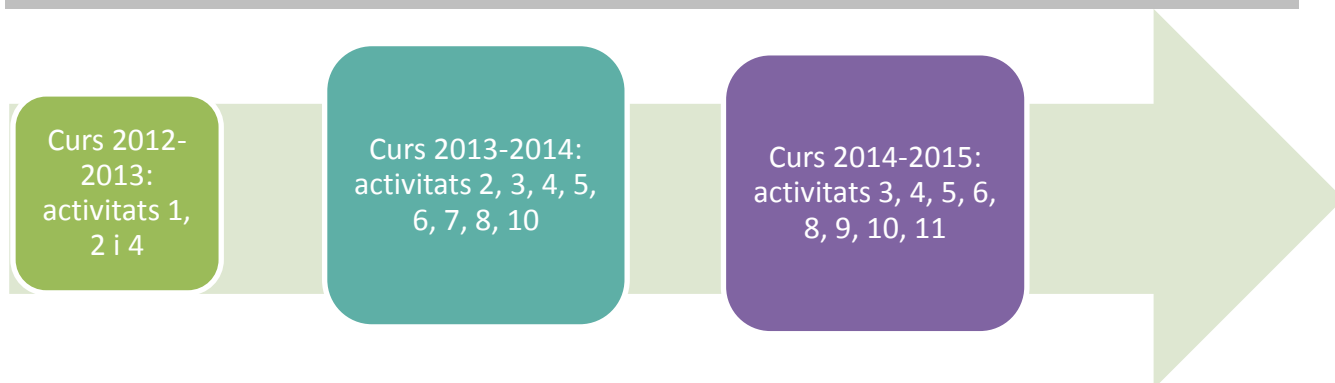 Curs 2012-
2013:
activitats 1,
2 i 4
Curs 2013-2014:
activitats 2, 3, 4, 5,
6, 7, 8, 10
Curs 2014-2015:
activitats 3, 4, 5, 6,
8, 9, 10, 11